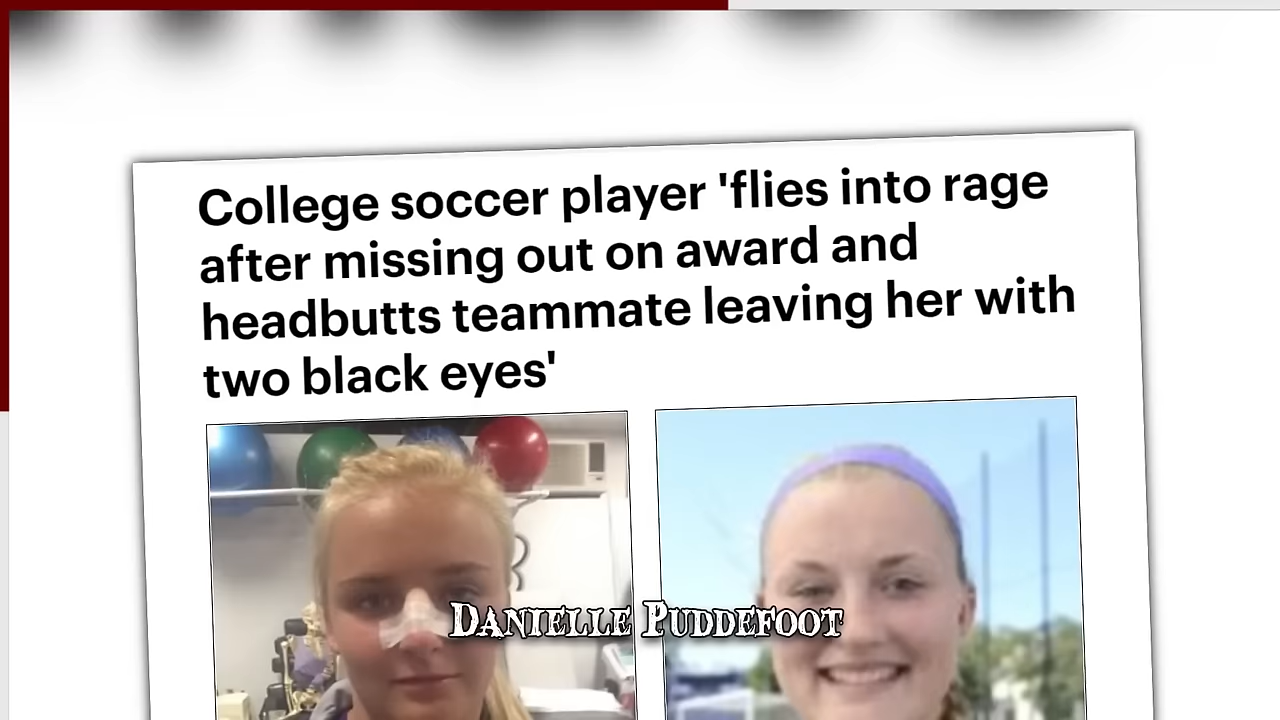 College soccer player 'flies into rage
after missing out on award and
headbutts teammate leaving her with
two black eyes'
Danielle Puddefoot